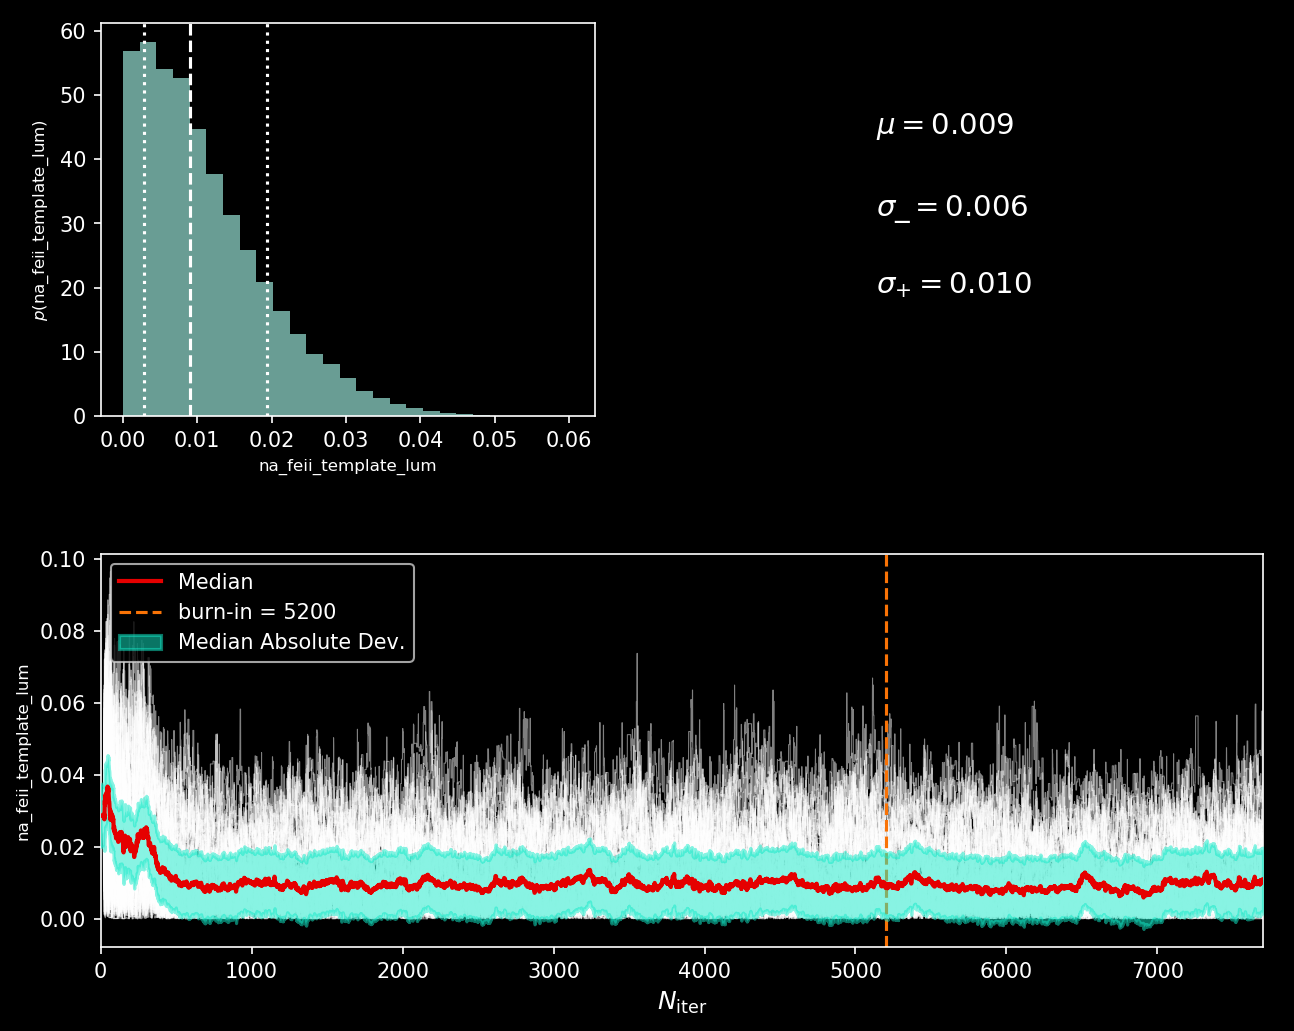 60
50
40
30
20
10
0
p(na_feii_template_lum)
0.00 0.01 0.02 0.03 0.04 0.05 0.06
na_feii_template_lum
μ = 0.009
σ_ = 0.006
σ+ = 0.010
0.10
0.08
0.06
0.04
0.02
0.00
na_feii_template_lum
Median
burn-in = 5200
Median Absolute Dev.
0 1000 2000 3000 4000 5000 6000 7000
Niter